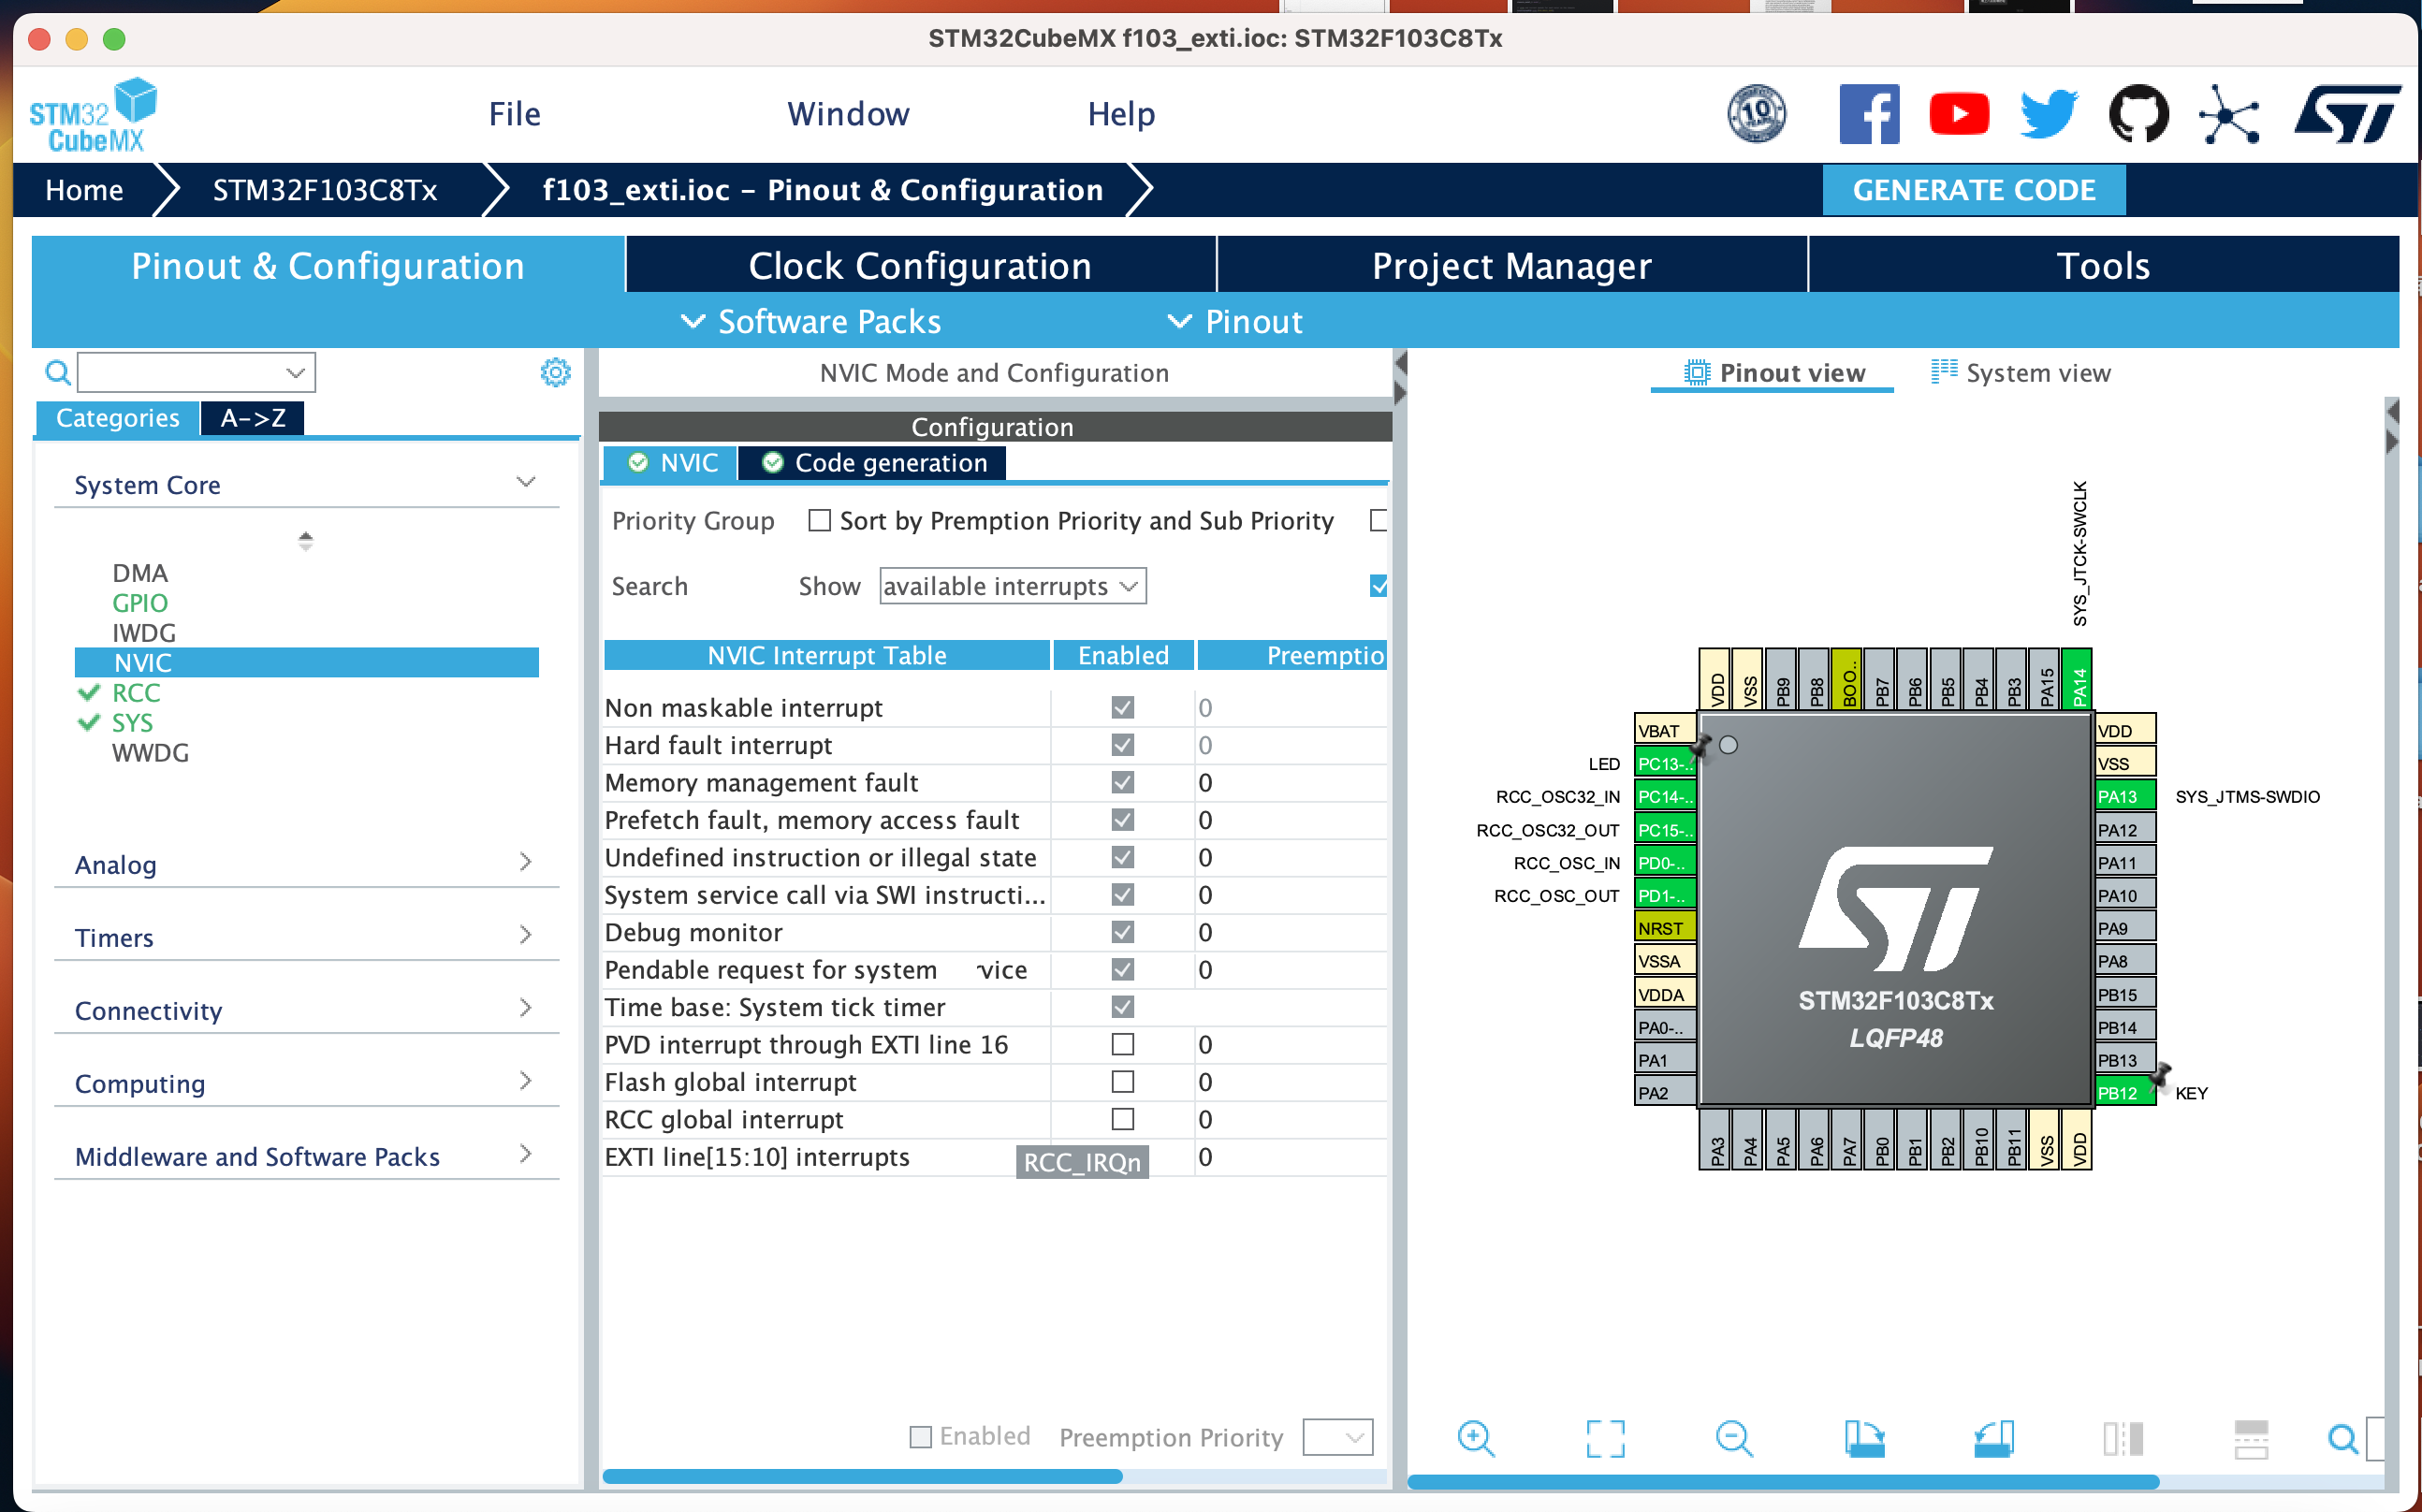 STM32CubeMX f103_exti.ioc: STM32F103C8Tx
STM32
CubeMX
File
Window
Help
10
ST
Home
STM32F103C8Tx
f103_exti.ioc – Pinout & Configuration
GENERATE CODE
Pinout & Configuration
Clock Configuration
Project Manager
Tools
Software Packs
Pinout
Categories
A->Z
System Core
DMA
GPIO
IWDG
NVIC
RCC
SYS
WWDG
Analog
Timers
Connectivity
Computing
Middleware and Software Packs
NVIC Mode and Configuration
Configuration
NVIC
Code generation
Priority Group
Sort by Premption Priority and Sub Priority
Search
Show
available interrupts
NVIC Interrupt Table Enabled Preemptio
Non maskable interrupt 0
Hard fault interrupt 0
Memory management fault 0
Prefetch fault, memory access fault 0
Undefined instruction or illegal state 0
System service call via SWI instructi... 0
Debug monitor 0
Pendable request for system vice 0
Time base: System tick timer
PVD interrupt through EXTI line 16 0
Flash global interrupt 0
RCC global interrupt 0
EXTI line[15:10] interrupts 0
RCC_IRQn
Enabled
Preemption Priority
Pinout view
System view
SYS_JTCK-SWCLK
VDD
VSS
PB9
PB8
BOO..
PB7
PB6
PB5
PB4
PB3
PA15
PA14
VBAT
LED PC13-..
RCC_OSC32_IN PC14-..
RCC_OSC32_OUT PC15-..
RCC_OSC_IN PD0-..
RCC_OSC_OUT PD1-..
NRST
VSSA
VDDA
PA0-..
PA1
PA2
ST
STM32F103C8Tx
LQFP48
VDD
VSS
PA13 SYS_JTMS-SWDIO
PA12
PA11
PA10
PA9
PA8
PB15
PB14
PB13
PB12 KEY
PA3
PA4
PA5
PA6
PA7
PB0
PB1
PB2
PB10
PB11
VSS
VDD